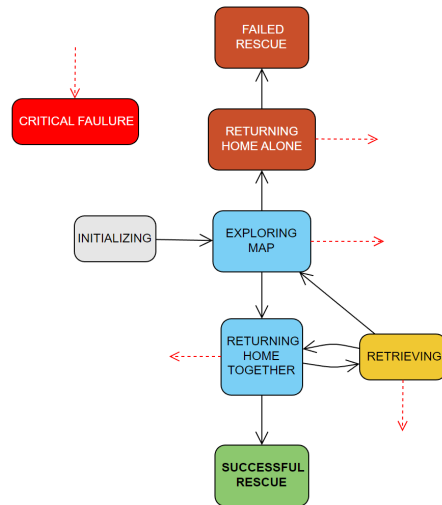 FAILED
RESCUE
CRITICAL FAULURE
RETURNING
HOME ALONE
INITIALIZING
EXPLORING
MAP
RETURNING
HOME
TOGETHER
RETRIEVING
SUCCESSFUL
RESCUE